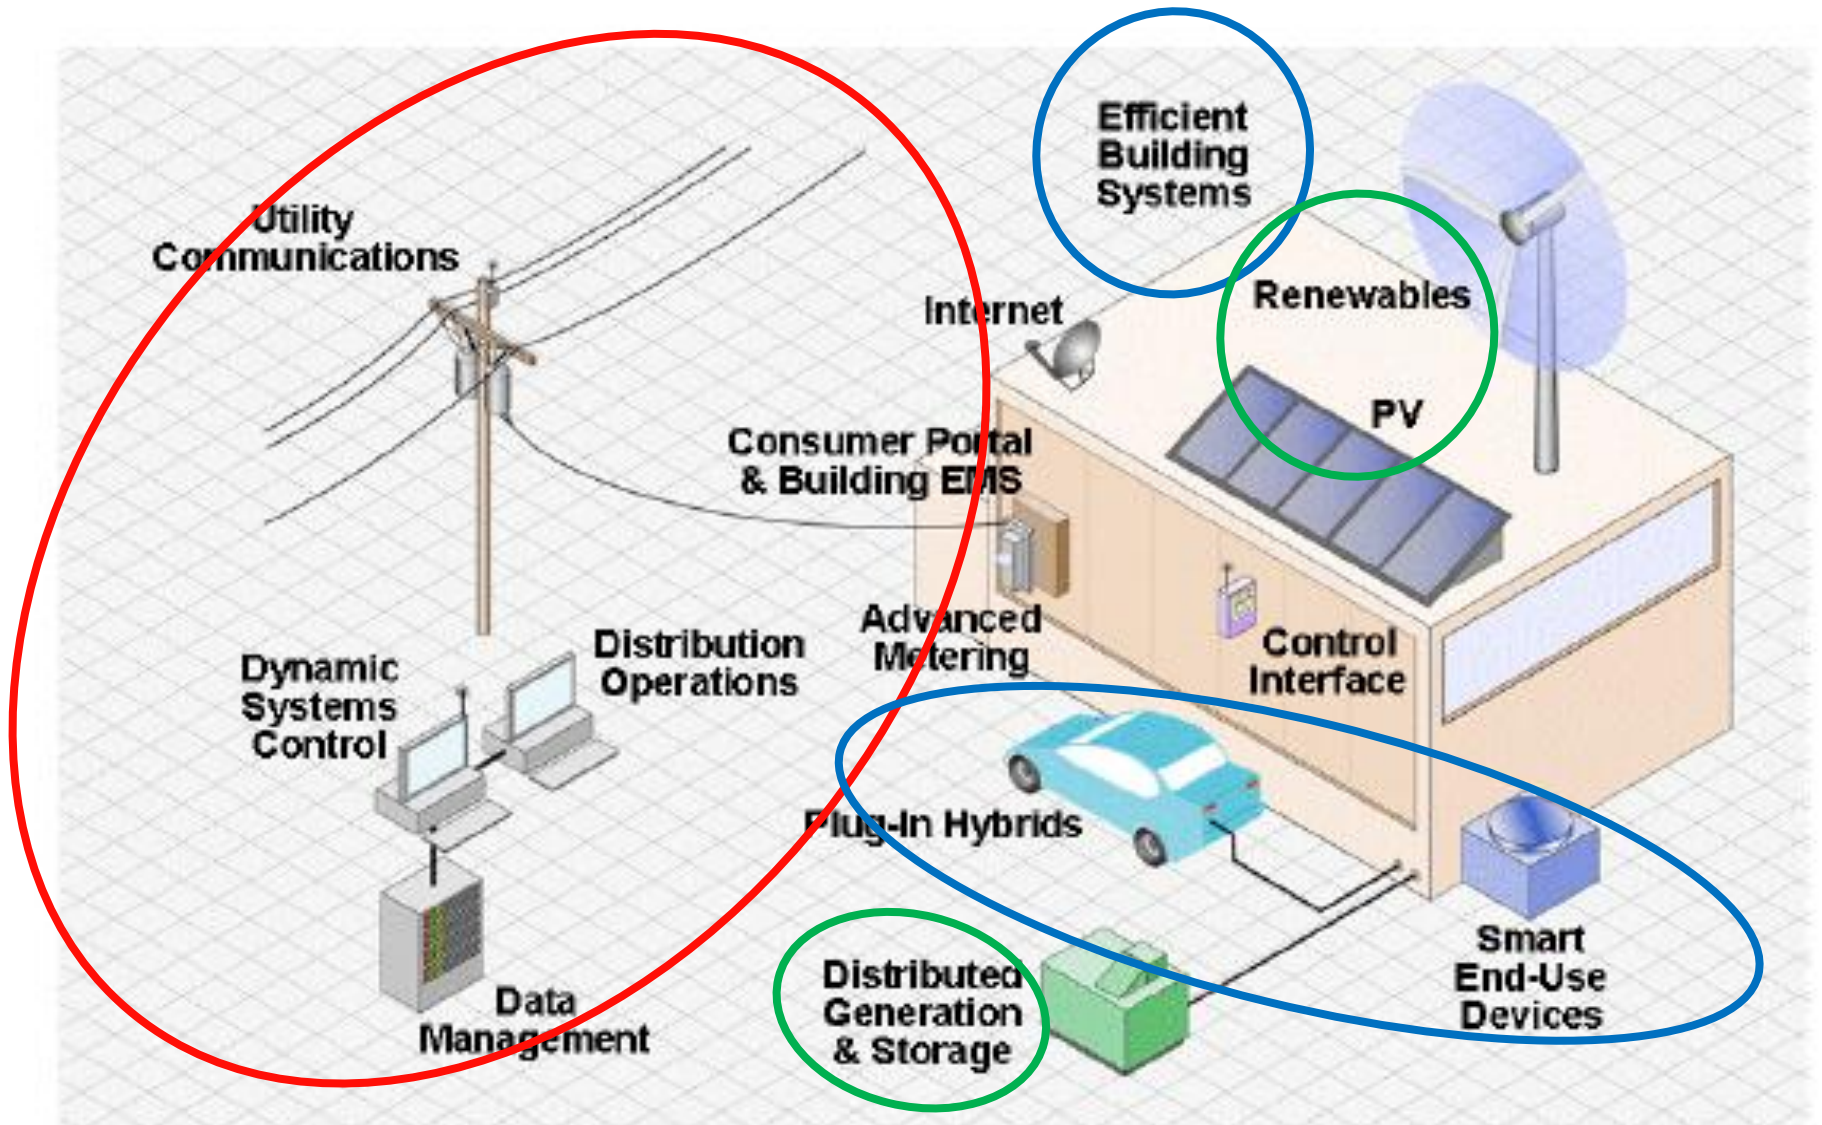 Efficient
Building
Systems
Utility
Communications
Internet
Renewables
PV
Consumer Portal
& Building EMS
Advanced
Metering
Control
Interface
Distribution
Operations
Dynamic
Systems
Control
Plug-In Hybrids
Smart
End-Use
Devices
Distributed
Generation
& Storage
Data
Management